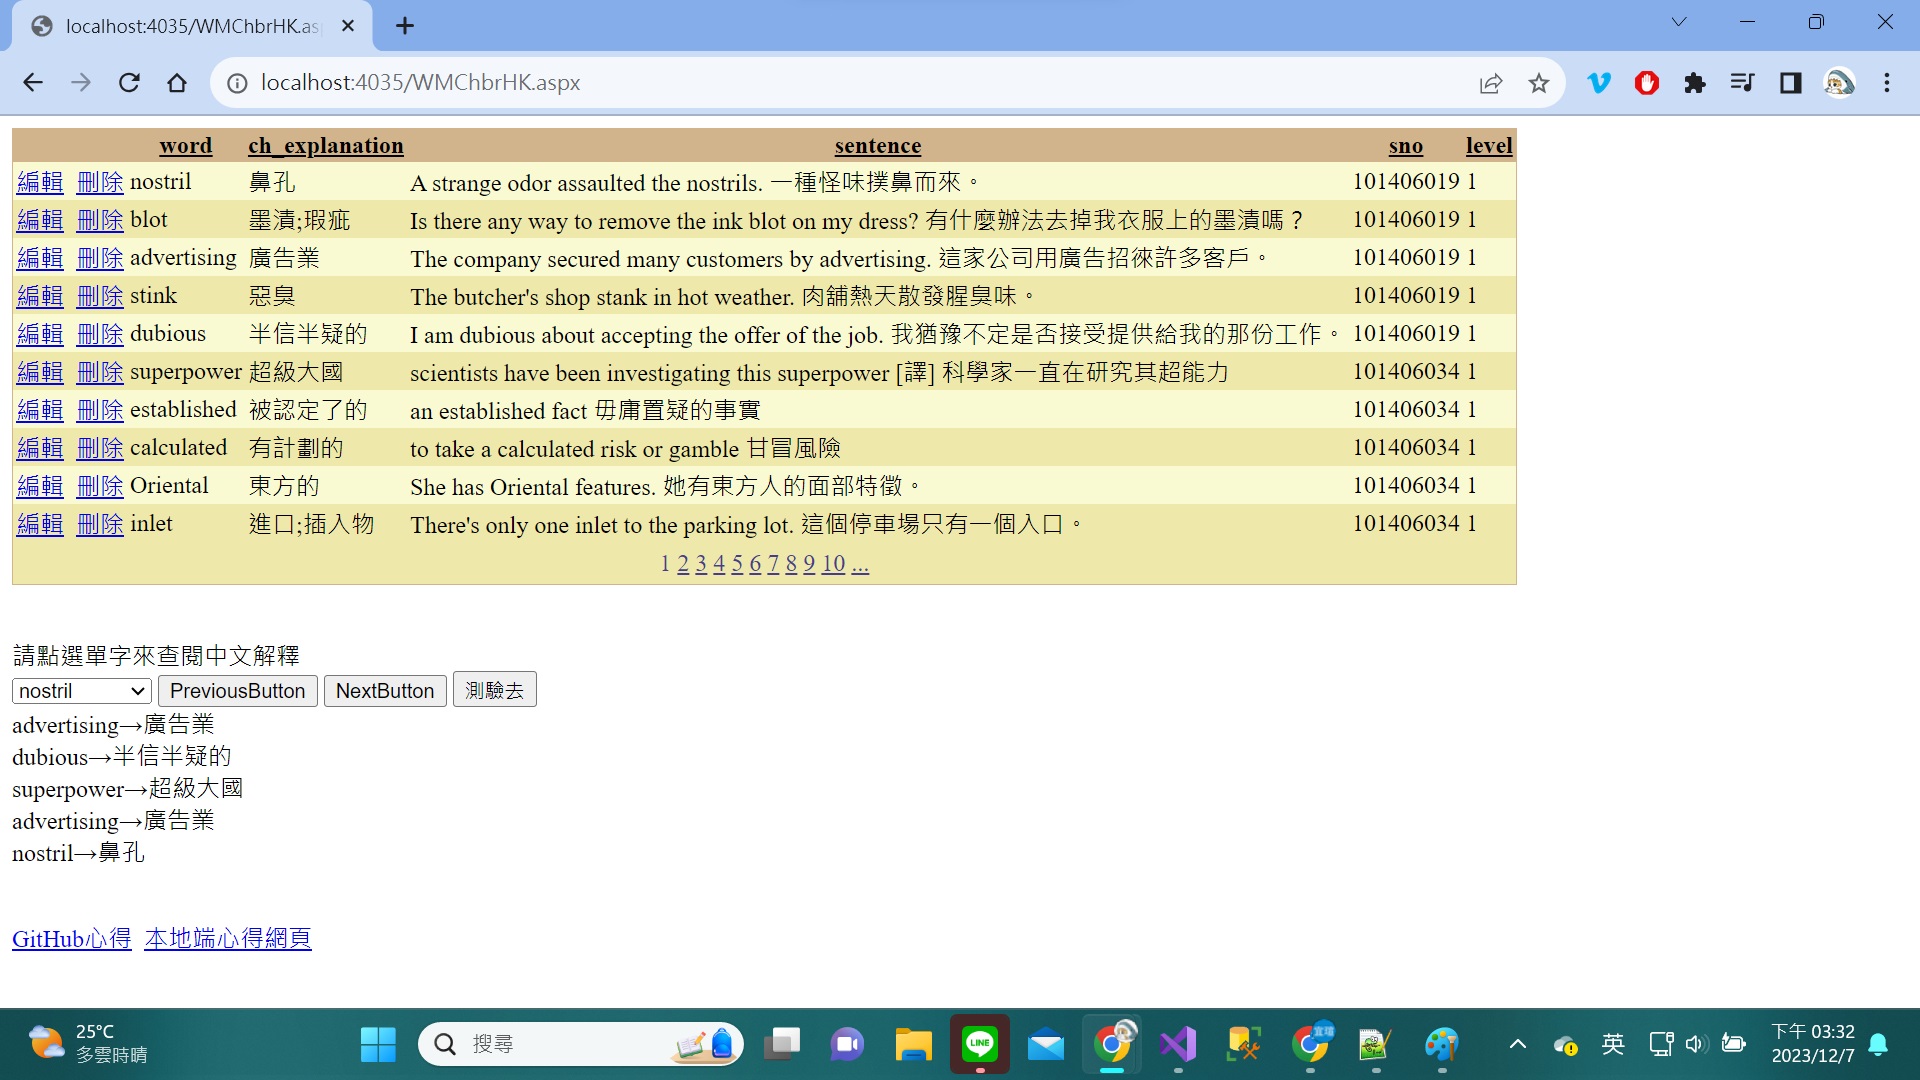 localhost:4035/WMChbrHK.as
localhost:4035/WMChbrHK.aspx
word ch_explanation sentence sno level
編輯 刪除 nostril 鼻孔 A strange odor assaulted the nostrils. 一種怪味撲鼻而來。 101406019 1
編輯 刪除 blot 墨漬;瑕疵 Is there any way to remove the ink blot on my dress? 有什麼辦法去掉我衣服上的墨漬嗎？ 101406019 1
編輯 刪除 advertising 廣告業 The company secured many customers by advertising. 這家公司用廣告招徠許多客戶。 101406019 1
編輯 刪除 stink 惡臭 The butcher's shop stank in hot weather. 肉舖熱天散發腥臭味。 101406019 1
編輯 刪除 dubious 半信半疑的 I am dubious about accepting the offer of the job. 我猶豫不定是否接受提供給我的那份工作。 101406019 1
編輯 刪除 superpower 超級大國 scientists have been investigating this superpower [譯] 科學家一直在研究其超能力 101406034 1
編輯 刪除 established 被認定了的 an established fact 毋庸置疑的事實 101406034 1
編輯 刪除 calculated 有計劃的 to take a calculated risk or gamble 甘冒風險 101406034 1
編輯 刪除 Oriental 東方的 She has Oriental features. 她有東方人的面部特徵。 101406034 1
編輯 刪除 inlet 進口;插入物 There's only one inlet to the parking lot. 這個停車場只有一個入口。 101406034 1
1 2 3 4 5 6 7 8 9 10 ...
請點選單字來查閱中文解釋
nostril PreviousButton NextButton 測驗去
advertising→廣告業
dubious→半信半疑的
superpower→超級大國
advertising→廣告業
nostril→鼻孔
GitHub心得 本地端心得網頁
25°C
多雲時晴
搜尋
LINE
英
下午 03:32
2023/12/7